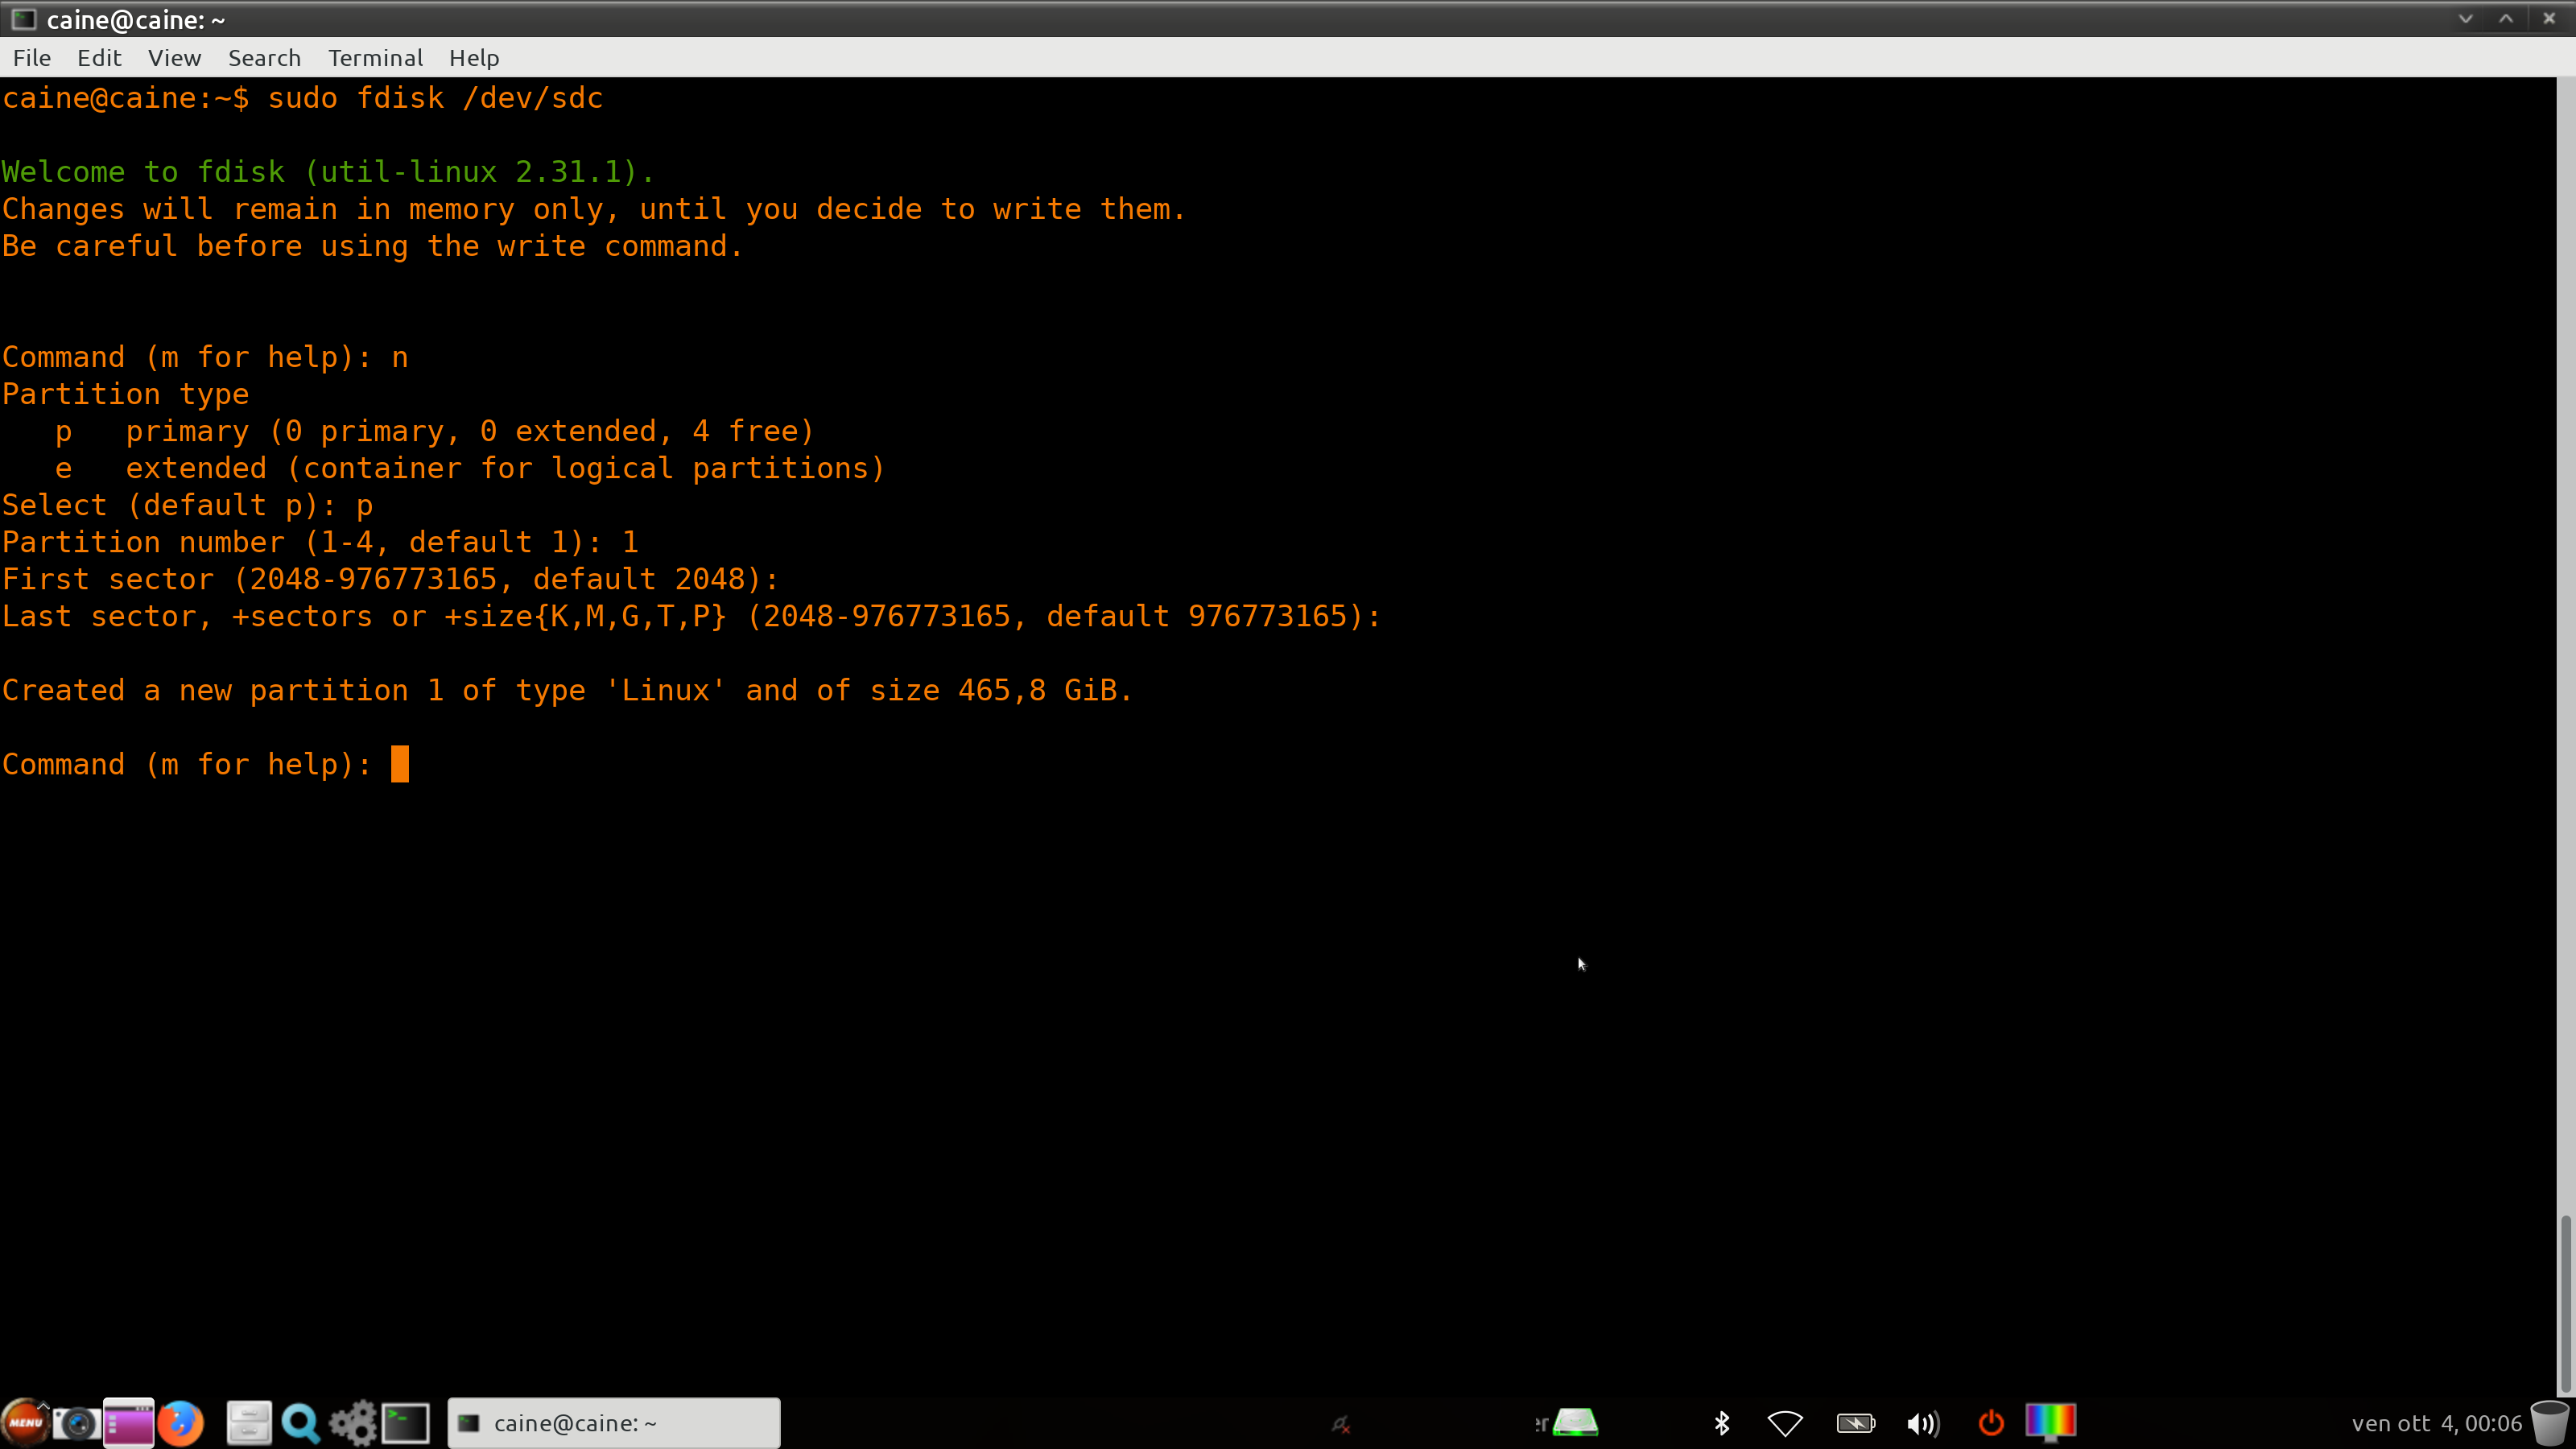 caine@caine: ~
File Edit View Search Terminal Help
caine@caine:~$ sudo fdisk /dev/sdc
Welcome to fdisk (util-linux 2.31.1).
Changes will remain in memory only, until you decide to write them.
Be careful before using the write command.
Command (m for help): n
Partition type
   p   primary (0 primary, 0 extended, 4 free)
   e   extended (container for logical partitions)
Select (default p): p
Partition number (1-4, default 1): 1
First sector (2048-976773165, default 2048):
Last sector, +sectors or +size{K,M,G,T,P} (2048-976773165, default 976773165):
Created a new partition 1 of type 'Linux' and of size 465,8 GiB.
Command (m for help):
MENU
caine@caine: ~
er
ven ott 4, 00:06